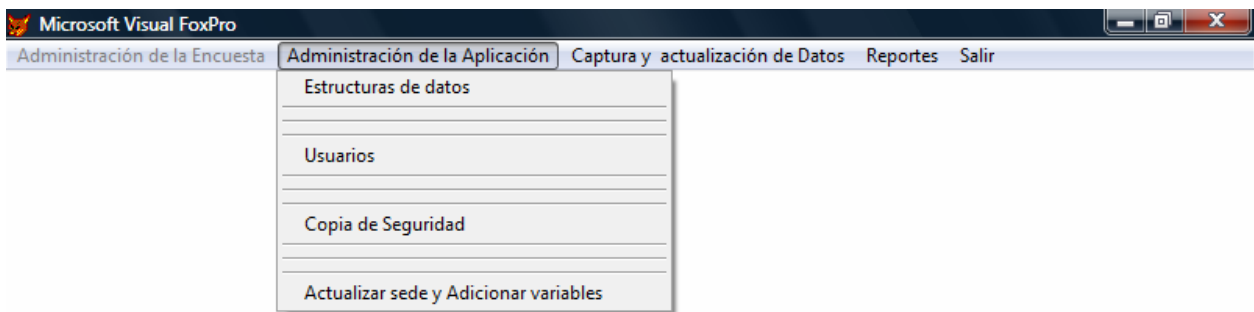 Microsoft Visual FoxPro
Administración de la Encuesta Administración de la Aplicación Captura y actualización de Datos Reportes Salir
Estructuras de datos
Usuarios
Copia de Seguridad
Actualizar sede y Adicionar variables